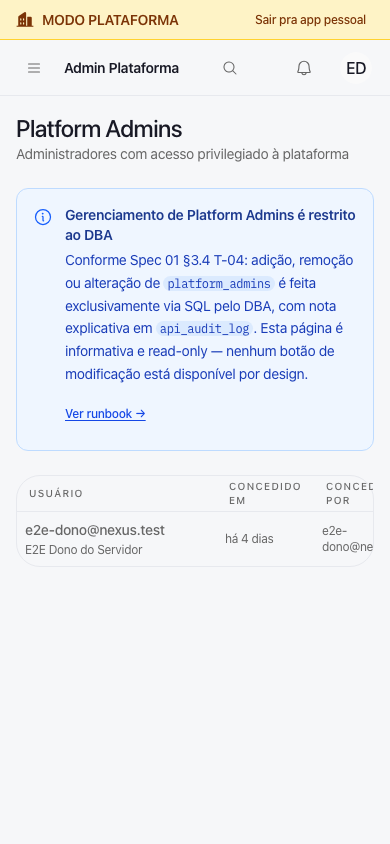 MODO PLATAFORMA
Sair pra app pessoal
Admin Plataforma
ED
Platform Admins
Administradores com acesso privilegiado à plataforma
Gerenciamento de Platform Admins é restrito
ao DBA
Conforme Spec 01 §3.4 T-04: adição, remoção
ou alteração de platform_admins é feita
exclusivamente via SQL pelo DBA, com nota
explicativa em api_audit_log . Esta página é
informativa e read-only — nenhum botão de
modificação está disponível por design.
Ver runbook →
USUÁRIO
CONCEDIDO
EM
CONCED
POR
e2e-dono@nexus.test
E2E Dono do Servidor
há 4 dias
e2e-
dono@ne